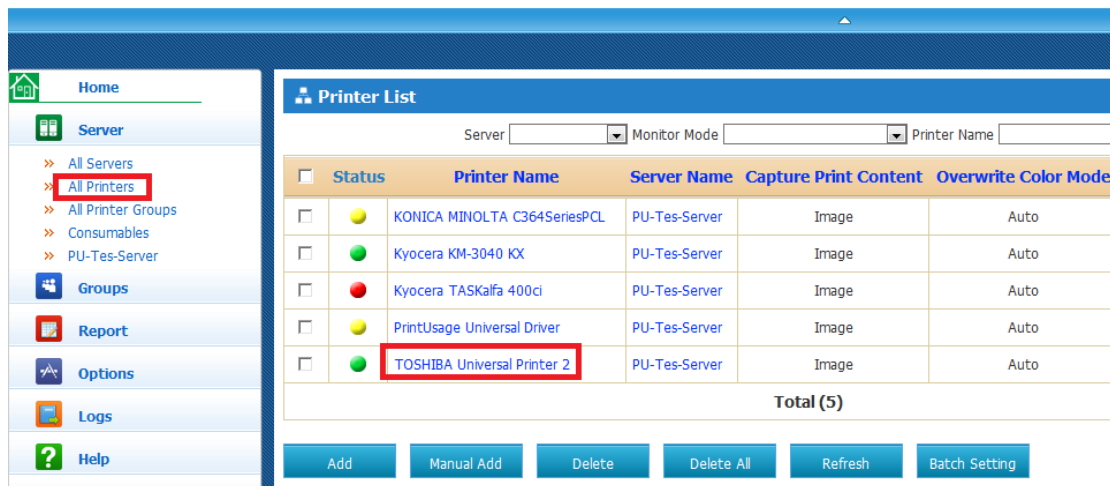 Home
Server
All Servers
All Printers
All Printer Groups
Consumables
PU-Tes-Server
Groups
Report
Options
Logs
Help
Printer List
Server Monitor Mode Printer Name
Status Printer Name Server Name Capture Print Content Overwrite Color Mode
KONICA MINOLTA C364SeriesPCL PU-Tes-Server Image Auto
Kyocera KM-3040 KX PU-Tes-Server Image Auto
Kyocera TASKalfa 400ci PU-Tes-Server Image Auto
PrintUsage Universal Driver PU-Tes-Server Image Auto
TOSHIBA Universal Printer 2 PU-Tes-Server Image Auto
Total (5)
Add Manual Add Delete Delete All Refresh Batch Setting